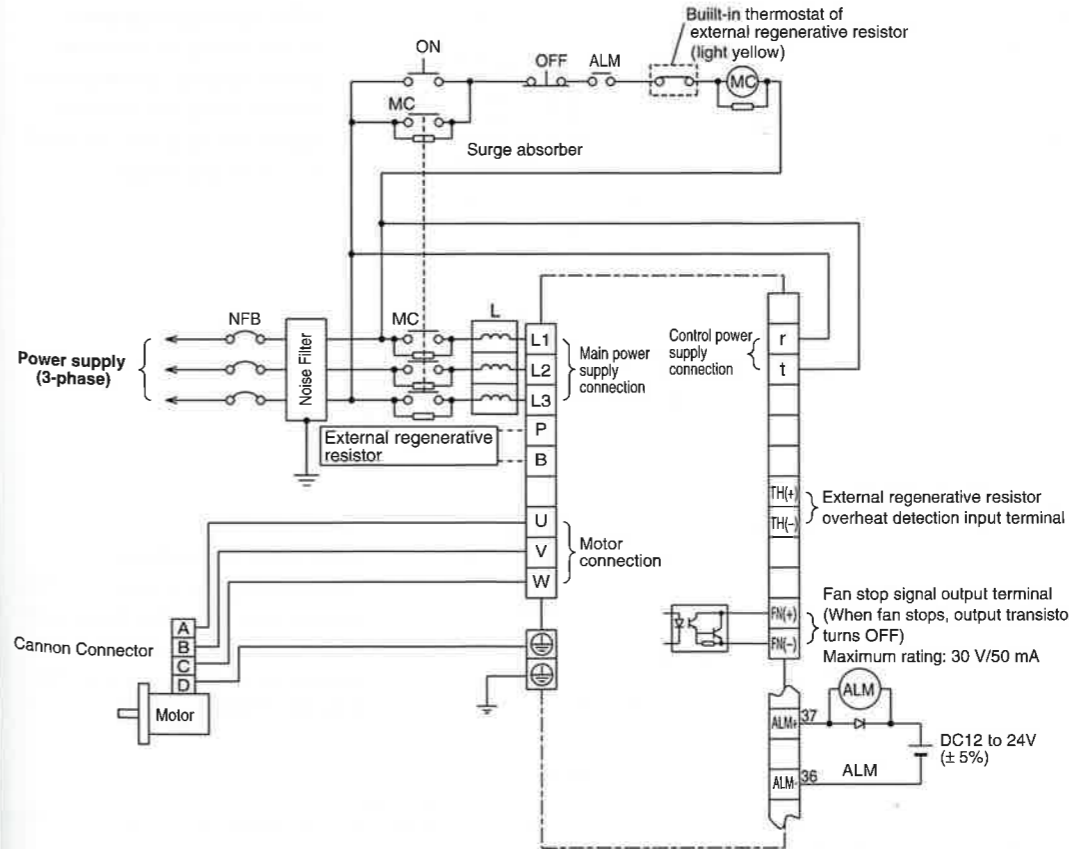 Buiilt-in thermostat of
external regenerative resistor
(light yellow)
ON
OFF
ALM
MC
MC
Surge absorber
NFB
Noise Filter
MC
L
Power supply
(3-phase)
L1
L2
L3
Main power
supply
connection
Control power
supply
connection
r
t
External regenerative
resistor
P
B
TH(+)
TH(−)
External regenerative resistor
overheat detection input terminal
U
V
W
Motor
connection
FN(+)
FN(−)
Fan stop signal output terminal
(When fan stops, output transisto
turns OFF)
Maximum rating: 30 V/50 mA
Cannon Connector
A
B
C
D
Motor
ALM
ALM+
37
DC12 to 24V
(± 5%)
ALM-
36
ALM